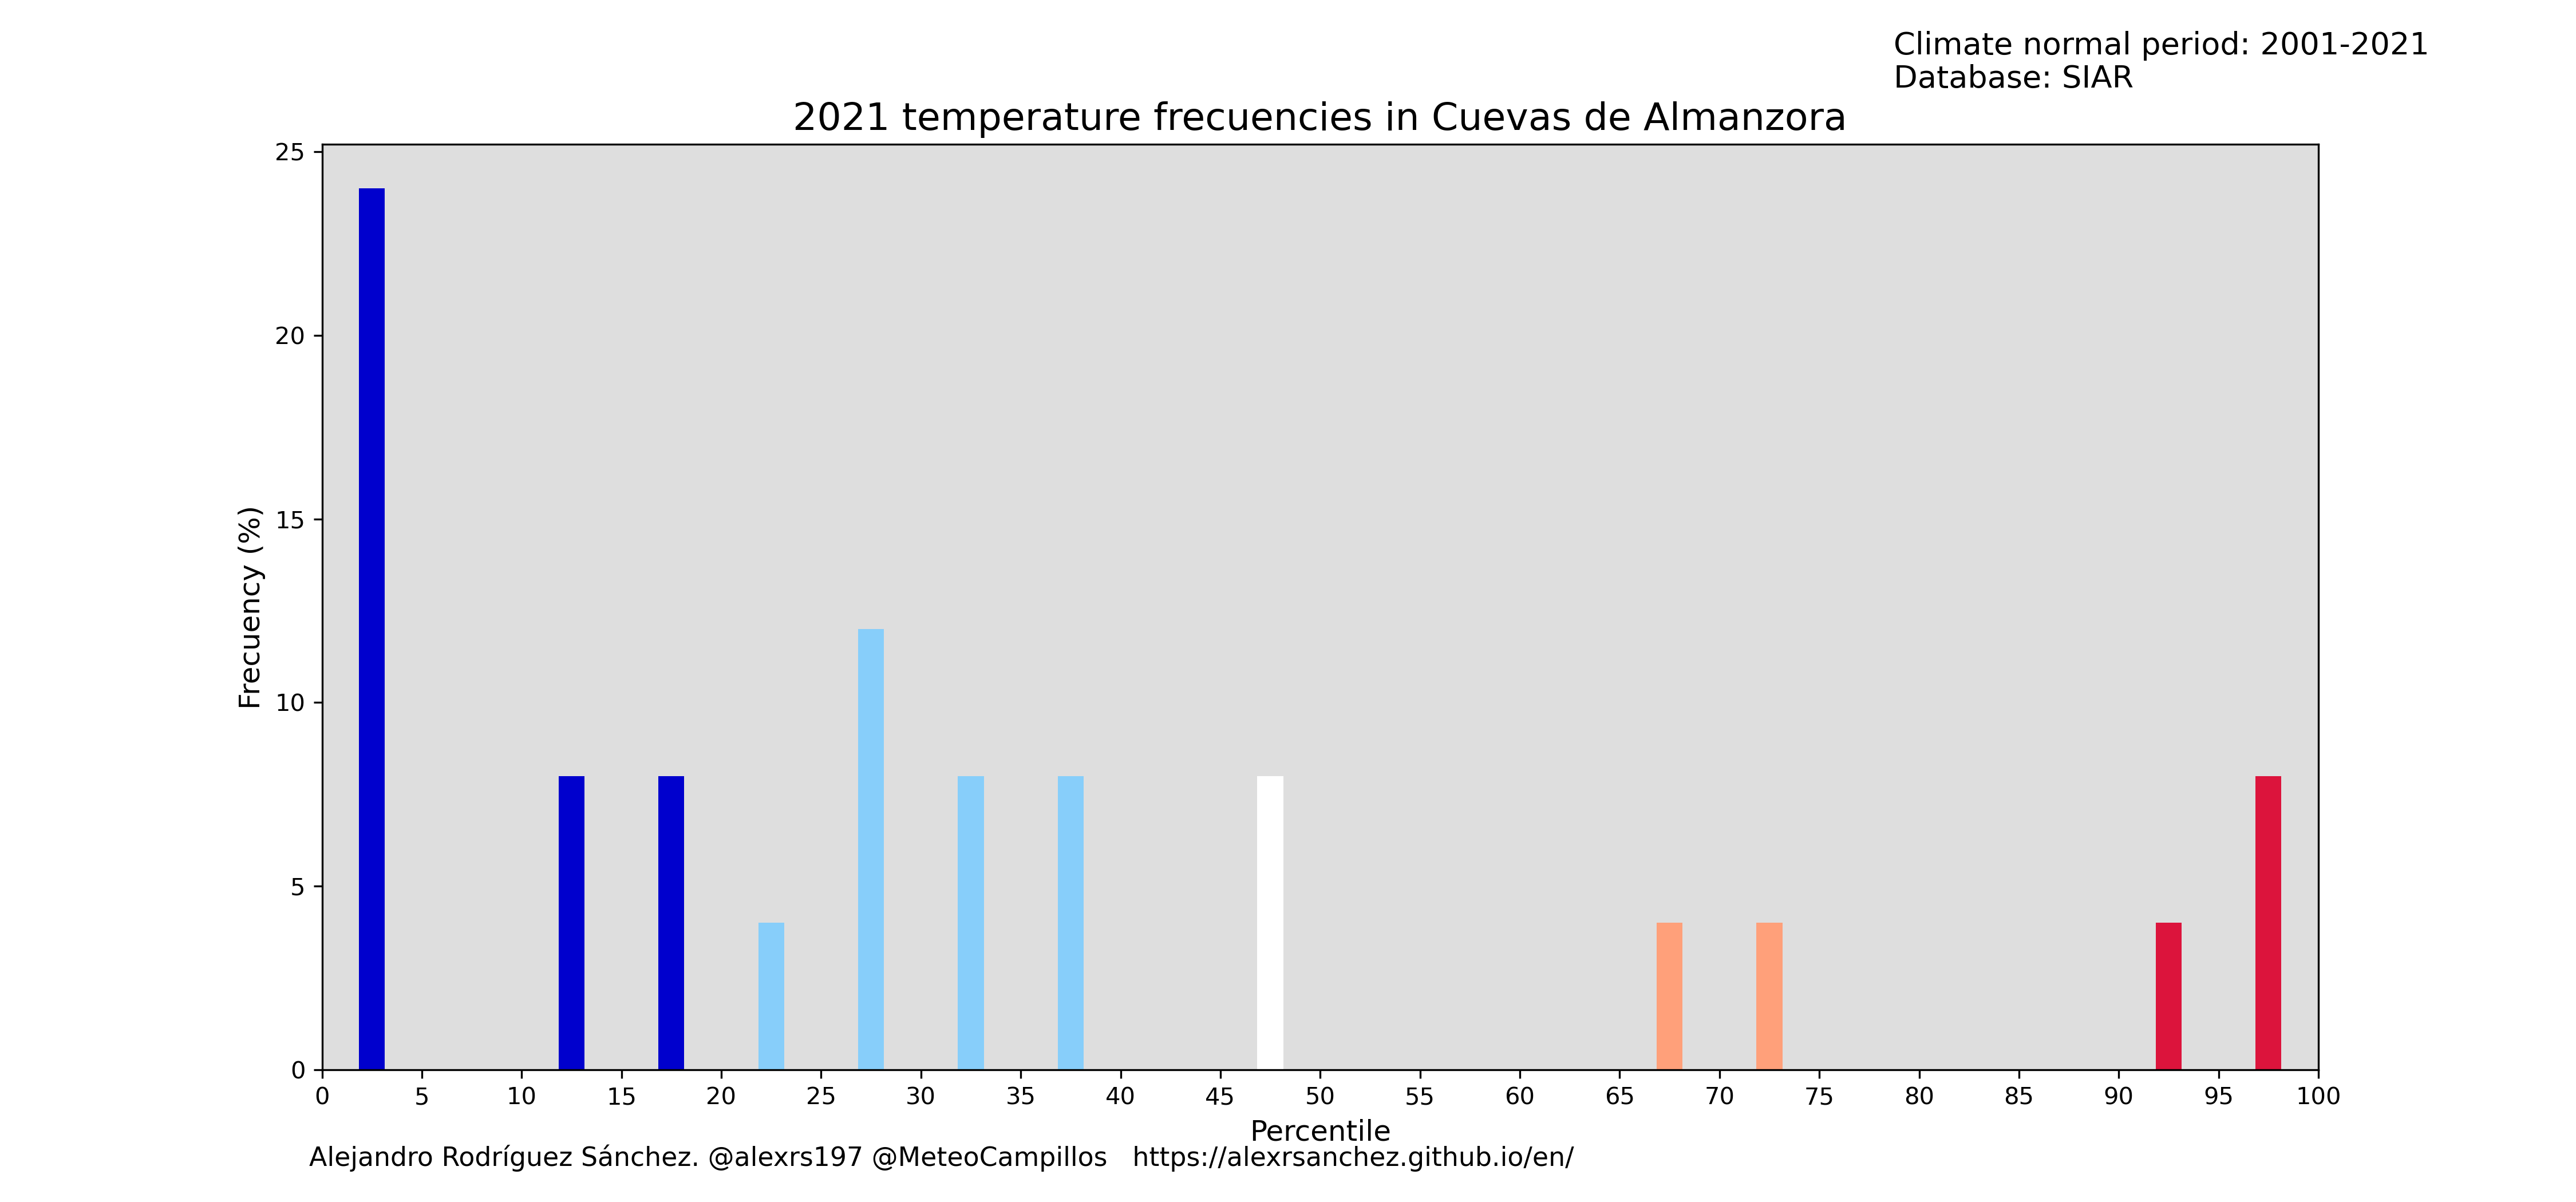 Climate normal period: 2001-2021
Database: SIAR
2021 temperature frecuencies in Cuevas de Almanzora
25
20
15
10
5
0
Frecuency (%)
0 5 10 15 20 25 30 35 40 45 50 55 60 65 70 75 80 85 90 95 100
Percentile
Alejandro Rodríguez Sánchez. @alexrs197 @MeteoCampillos https://alexrsanchez.github.io/en/